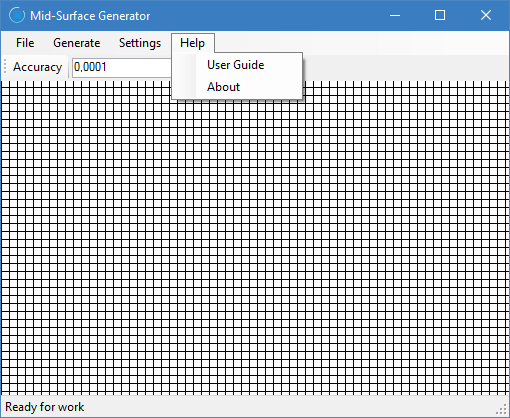 Mid-Surface Generator
File Generate Settings Help
User Guide
Accuracy 0,0001
About
Ready for work